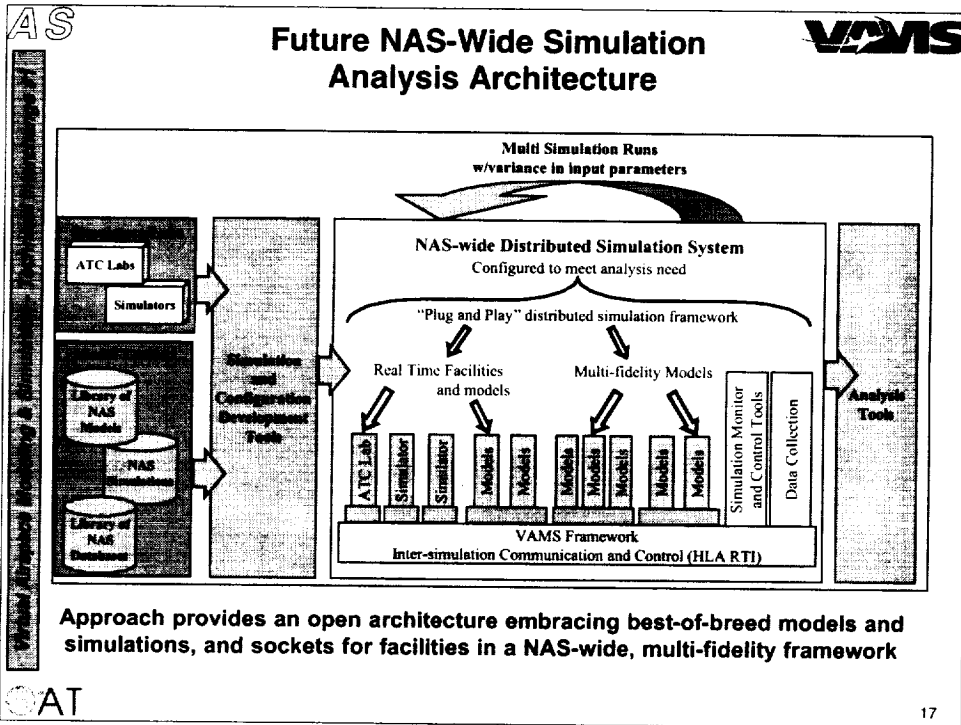 AS
VAMS
Future NAS-Wide Simulation
Analysis Architecture
Multi Simulation Runs
w/variance in input parameters
ATC Labs
Simulators
Library of
NAS
Models
NAS
Simulations
Library of
NAS
Simulation
and
Configuration
Development
Tools
NAS-wide Distributed Simulation System
Configured to meet analysis need
"Plug and Play" distributed simulation framework
Real Time Facilities
and models
Multi-fidelity Models
ATC Lab
Simulator
Simulator
Models
Models
Models
Models
Models
Models
Models
Simulation Monitor
and Control Tools
Data Collection
VAMS Framework
Inter-simulation Communication and Control (HLA RTI)
Analysis
Tools
Virtual Airspace Modeling & Simulation
Approach provides an open architecture embracing best-of-breed models and
simulations, and sockets for facilities in a NAS-wide, multi-fidelity framework
AT
17